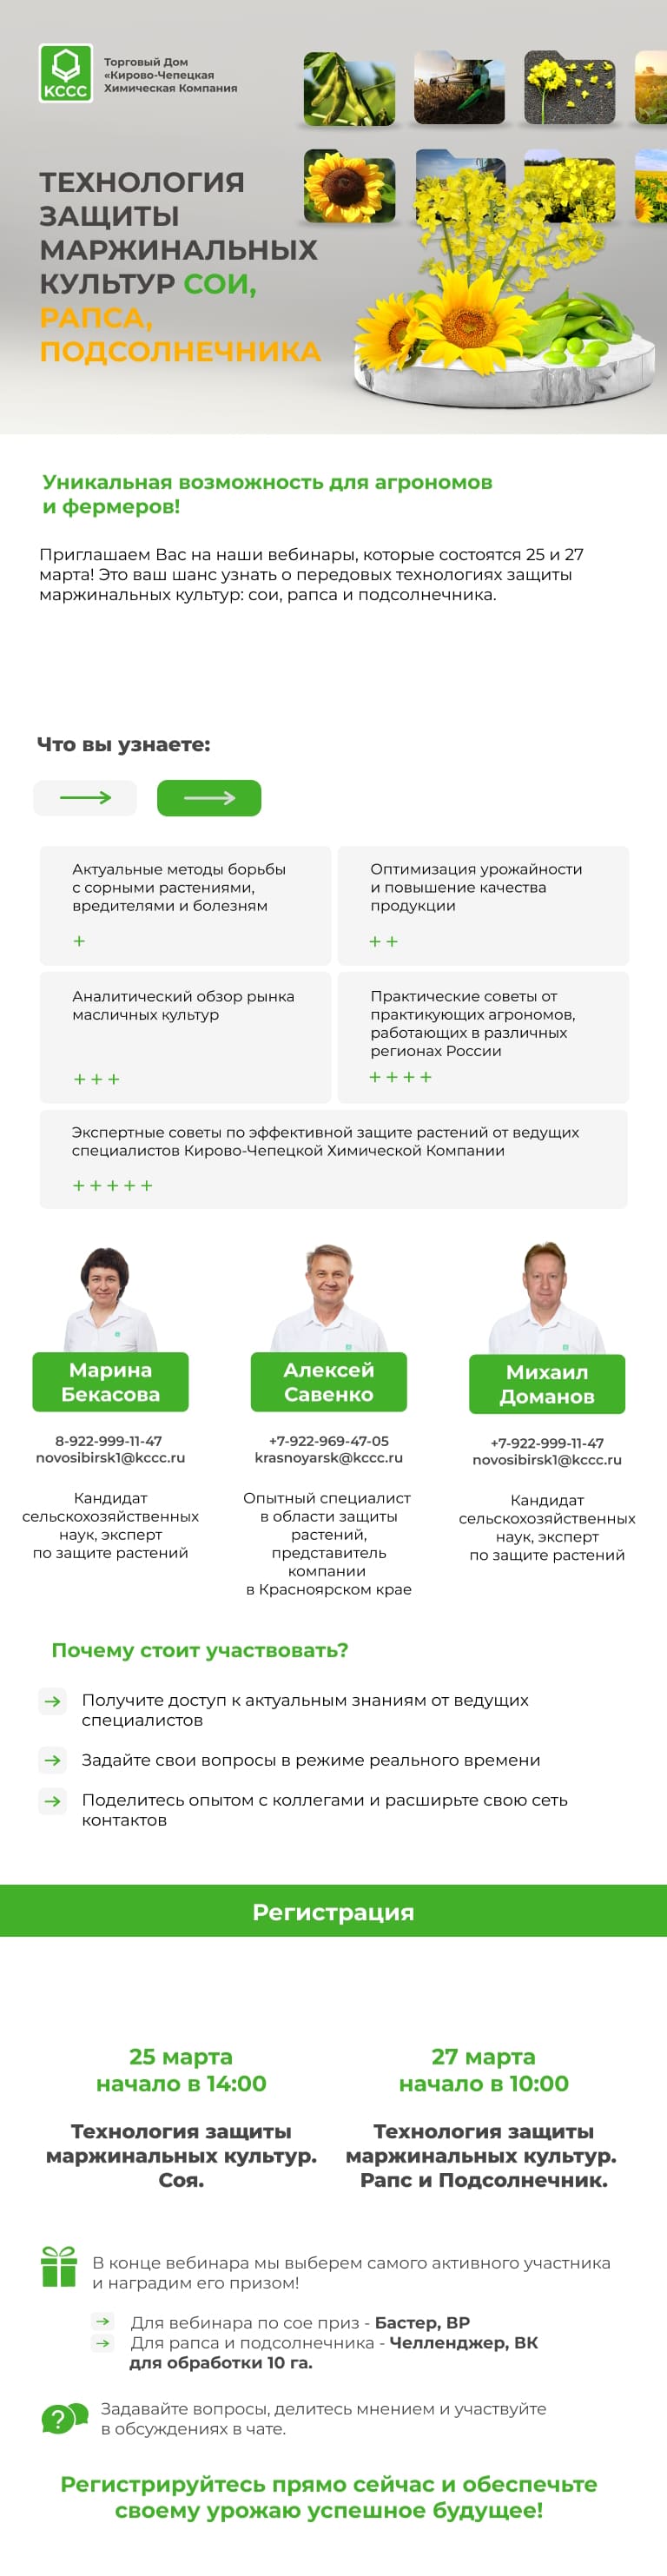 КССС
Торговый Дом
«Кирово-Чепецкая
Химическая Компания
ТЕХНОЛОГИЯ
ЗАЩИТЫ
МАРЖИНАЛЬНЫХ
КУЛЬТУР СОИ,
РАПСА,
ПОДСОЛНЕЧНИКА
Уникальная возможность для агрономов
и фермеров!
Приглашаем Вас на наши вебинары, которые состоятся 25 и 27
марта! Это ваш шанс узнать о передовых технологиях защиты
маржинальных культур: сои, рапса и подсолнечника.
Что вы узнаете:
Актуальные методы борьбы
с сорными растениями,
вредителями и болезням
+
Оптимизация урожайности
и повышение качества
продукции
+ +
Аналитический обзор рынка
масличных культур
+ + +
Практические советы от
практикующих агрономов,
работающих в различных
регионах России
+ + + +
Экспертные советы по эффективной защите растений от ведущих
специалистов Кирово-Чепецкой Химической Компании
+ + + + +
Марина
Бекасова
8-922-999-11-47
novosibirsk1@kccc.ru
Кандидат
сельскохозяйственных
наук, эксперт
по защите растений
Алексей
Савенко
+7-922-969-47-05
krasnoyarsk@kccc.ru
Опытный специалист
в области защиты
растений,
представитель
компании
в Красноярском крае
Михаил
Доманов
+7-922-999-11-47
novosibirsk1@kccc.ru
Кандидат
сельскохозяйственных
наук, эксперт
по защите растений
Почему стоит участвовать?
Получите доступ к актуальным знаниям от ведущих
специалистов
Задайте свои вопросы в режиме реального времени
Поделитесь опытом с коллегами и расширьте свою сеть
контактов
Регистрация
25 марта
начало в 14:00
Технология защиты
маржинальных культур.
Соя.
27 марта
начало в 10:00
Технология защиты
маржинальных культур.
Рапс и Подсолнечник.
В конце вебинара мы выберем самого активного участника
и наградим его призом!
Для вебинара по сое приз - Бастер, ВР
Для рапса и подсолнечника - Челленджер, ВК
для обработки 10 га.
?
Задавайте вопросы, делитесь мнением и участвуйте
в обсуждениях в чате.
Регистрируйтесь прямо сейчас и обеспечьте
своему урожаю успешное будущее!